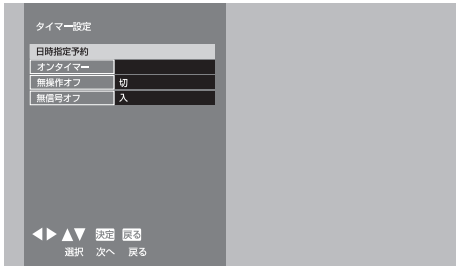 タイマー設定
日時指定予約
オンタイマー
無操作オフ 切
無信号オフ 入
◀▶ ▲▼ 決定 戻る
選択 次へ 戻る